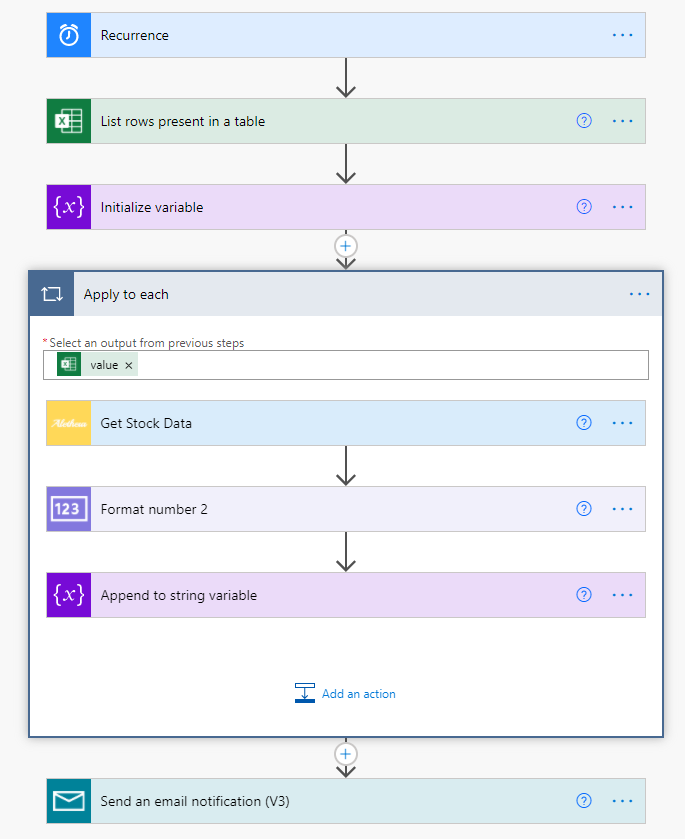 Recurrence
List rows present in a table
{x} Initialize variable
Apply to each
*Select an output from previous steps
value
Get Stock Data
123 Format number 2
{x} Append to string variable
Add an action
Send an email notification (V3)